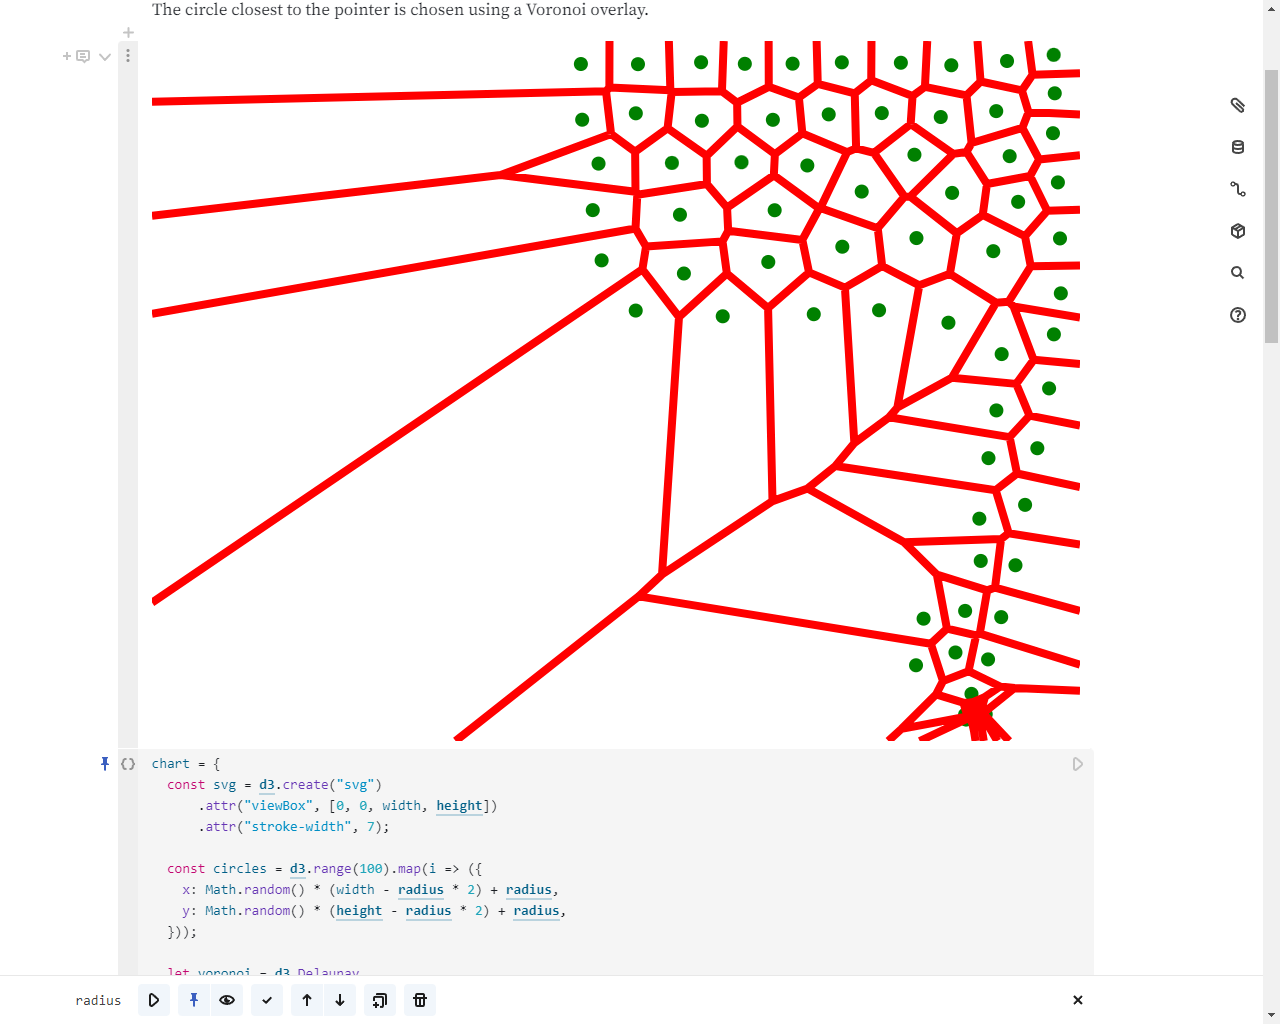 The circle closest to the pointer is chosen using a Voronoi overlay.
chart = {
  const svg = d3.create("svg")
      .attr("viewBox", [0, 0, width, height])
      .attr("stroke-width", 7);
  const circles = d3.range(100).map(i => ({
    x: Math.random() * (width - radius * 2) + radius,
    y: Math.random() * (height - radius * 2) + radius,
  }));
  let voronoi = d3.Delaunay
radius